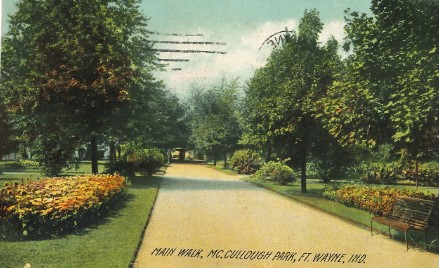 MAIN WALK, MC. CULLOUGH PARK, FT. WAYNE, IND.